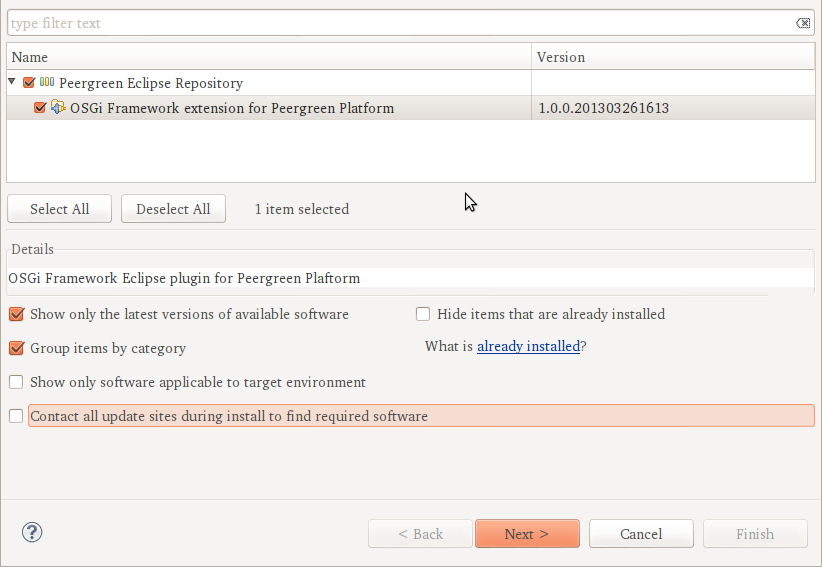 type filter text
Name Version
Peergreen Eclipse Repository
OSGi Framework extension for Peergreen Platform 1.0.0.201303261613
Select All Deselect All 1 item selected
Details
OSGi Framework Eclipse plugin for Peergreen Plaftorm
Show only the latest versions of available software Hide items that are already installed
Group items by category What is already installed?
Show only software applicable to target environment
Contact all update sites during install to find required software
? < Back Next > Cancel Finish